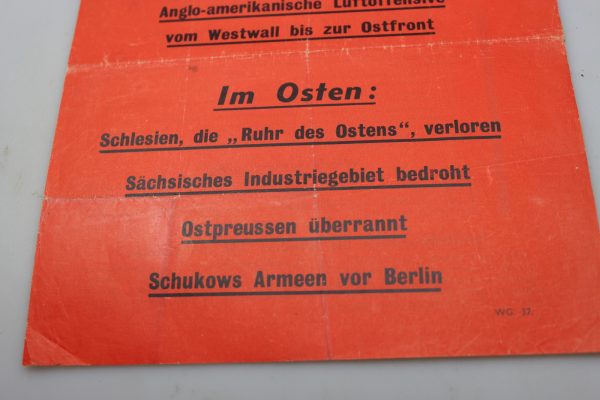 Anglo-amerikanische Luftoffensive
vom Westwall bis zur Ostfront
Im Osten:
Schlesien, die „Ruhr des Ostens“, verloren
Sächsisches Industriegebiet bedroht
Ostpreussen überrannt
Schukows Armeen vor Berlin
WG. 37.